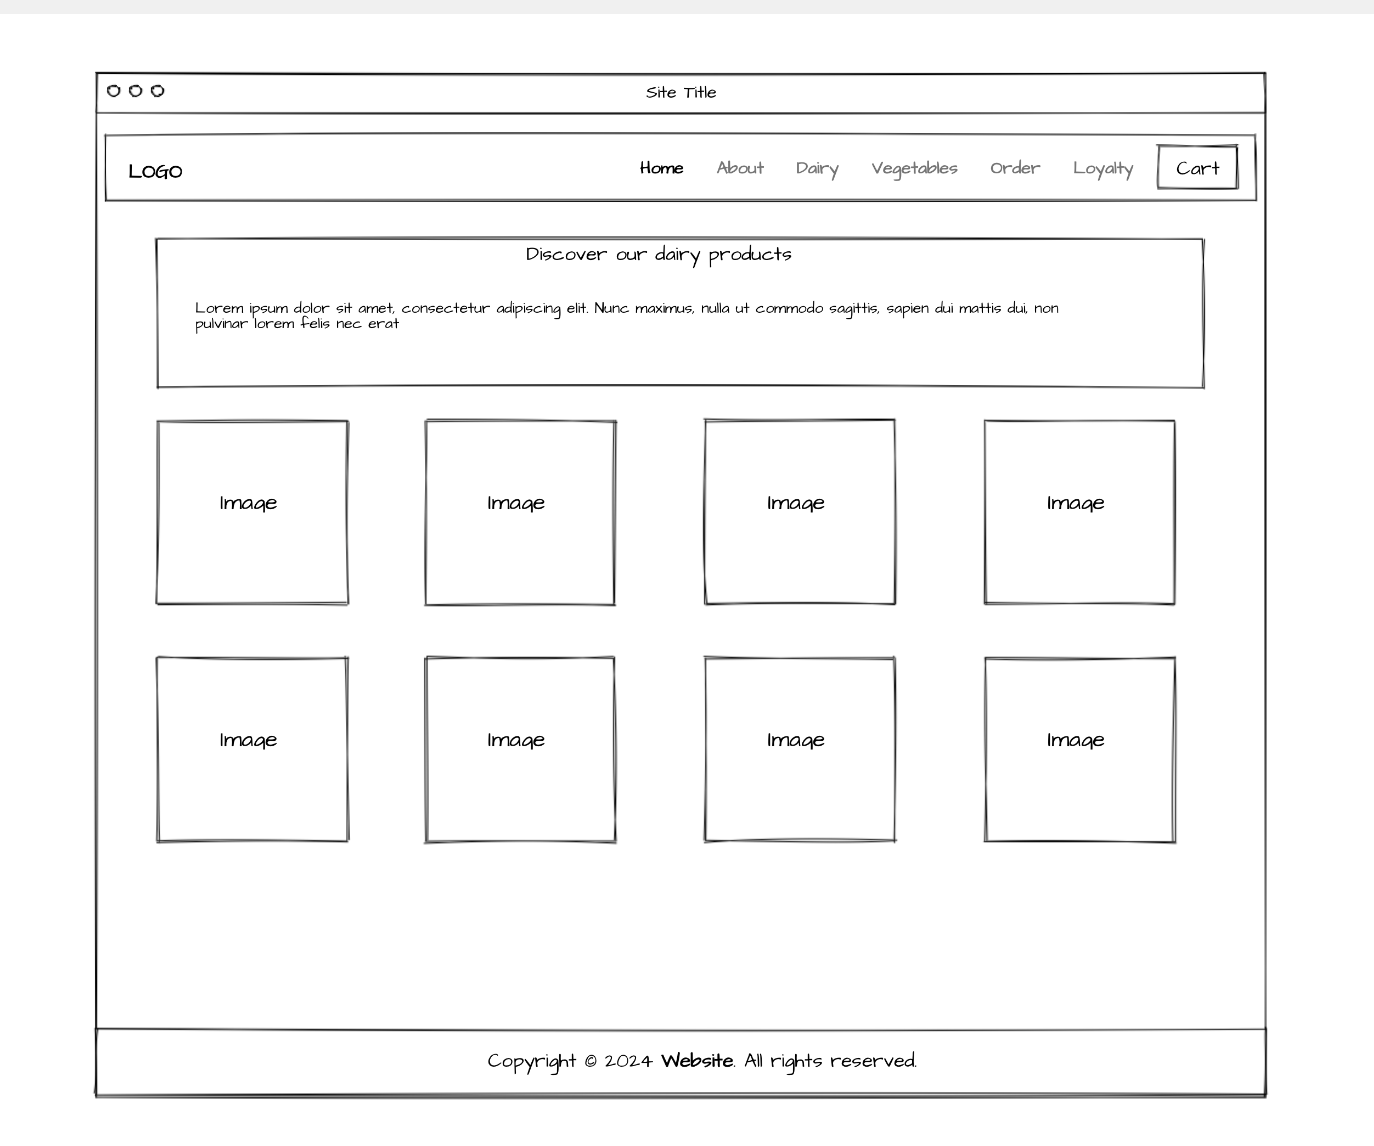 Site Title
LOGO
Home About Dairy Vegetables Order Loyalty Cart
Discover our dairy products
Lorem ipsum dolor sit amet, consectetur adipiscing elit. Nunc maximus, nulla ut commodo sagittis, sapien dui mattis dui, non
pulvinar lorem felis nec erat
Image Image Image Image
Image Image Image Image
Copyright © 2024 Website. All rights reserved.